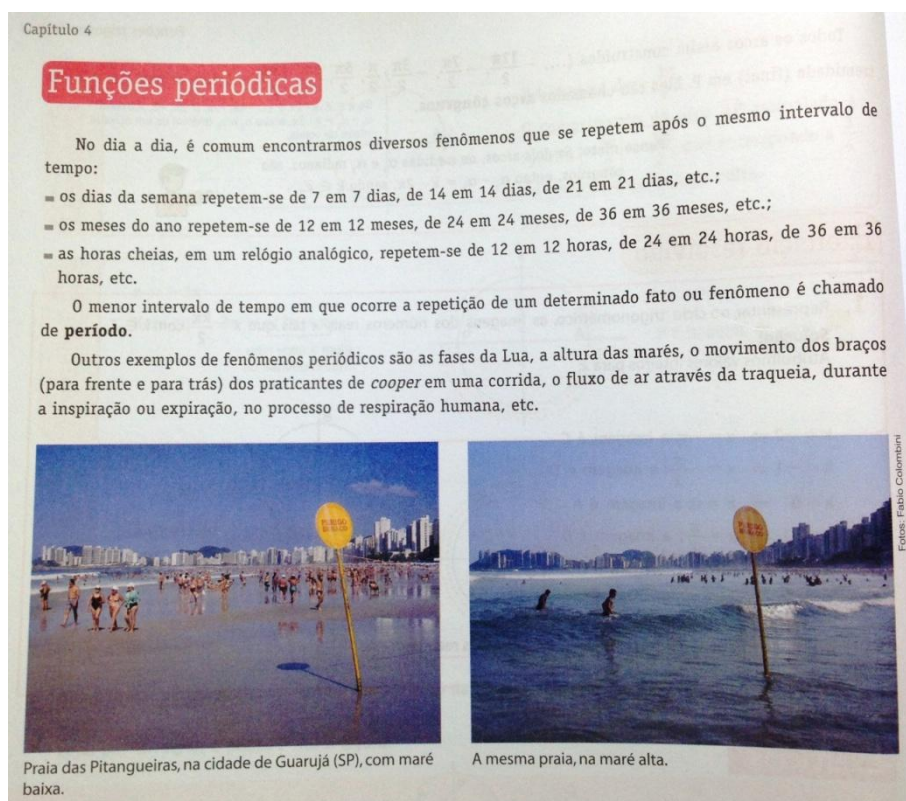 Capítulo 4
Funções periódicas
No dia a dia, é comum encontrarmos diversos fenômenos que se repetem após o mesmo intervalo de
tempo:
os dias da semana repetem-se de 7 em 7 dias, de 14 em 14 dias, de 21 em 21 dias, etc.;
os meses do ano repetem-se de 12 em 12 meses, de 24 em 24 meses, de 36 em 36 meses, etc.;
as horas cheias, em um relógio analógico, repetem-se de 12 em 12 horas, de 24 em 24 horas, de 36 em 36
horas, etc.
O menor intervalo de tempo em que ocorre a repetição de um determinado fato ou fenômeno é chamado
de período.
Outros exemplos de fenômenos periódicos são as fases da Lua, a altura das marés, o movimento dos braços
(para frente e para trás) dos praticantes de cooper em uma corrida, o fluxo de ar através da traqueia, durante
a inspiração ou expiração, no processo de respiração humana, etc.
Fotos: Fabio Colombini
Praia das Pitangueiras, na cidade de Guarujá (SP), com maré
baixa.
A mesma praia, na maré alta.